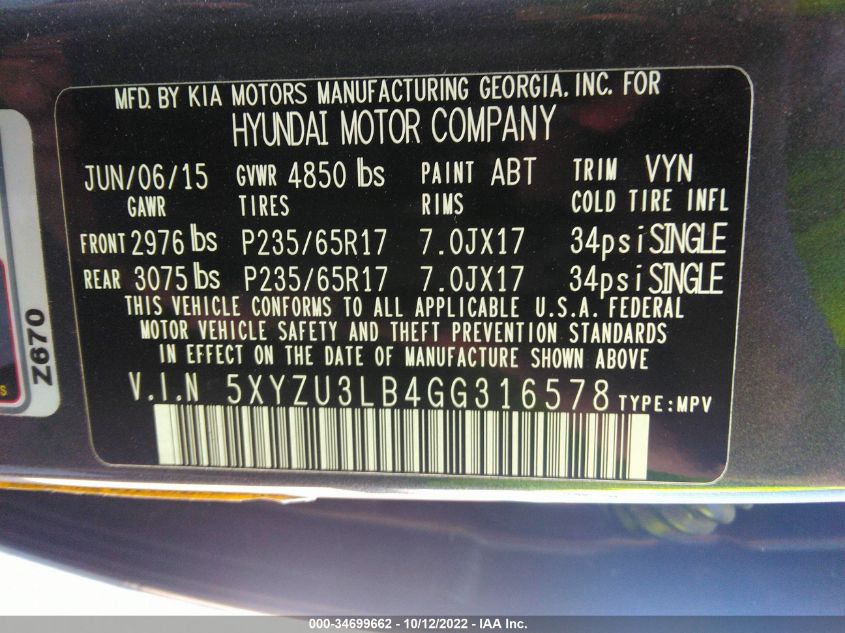 MFD. BY KIA MOTORS MANUFACTURING GEORGIA, INC. FOR
HYUNDAI MOTOR COMPANY
JUN/06/15 GVWR 4850 lbs PAINT ABT TRIM VYN
GAWR TIRES RIMS COLD TIRE INFL
FRONT 2976 lbs P235/65R17 7.0JX17 34psi SINGLE
REAR 3075 lbs P235/65R17 7.0JX17 34psi SINGLE
THIS VEHICLE CONFORMS TO ALL APPLICABLE U.S.A. FEDERAL
MOTOR VEHICLE SAFETY AND THEFT PREVENTION STANDARDS
IN EFFECT ON THE DATE OF MANUFACTURE SHOWN ABOVE
V.I.N 5XYZU3LB4GG316578 TYPE:MPV
Z670
000-34699662 - 10/12/2022 - IAA Inc.